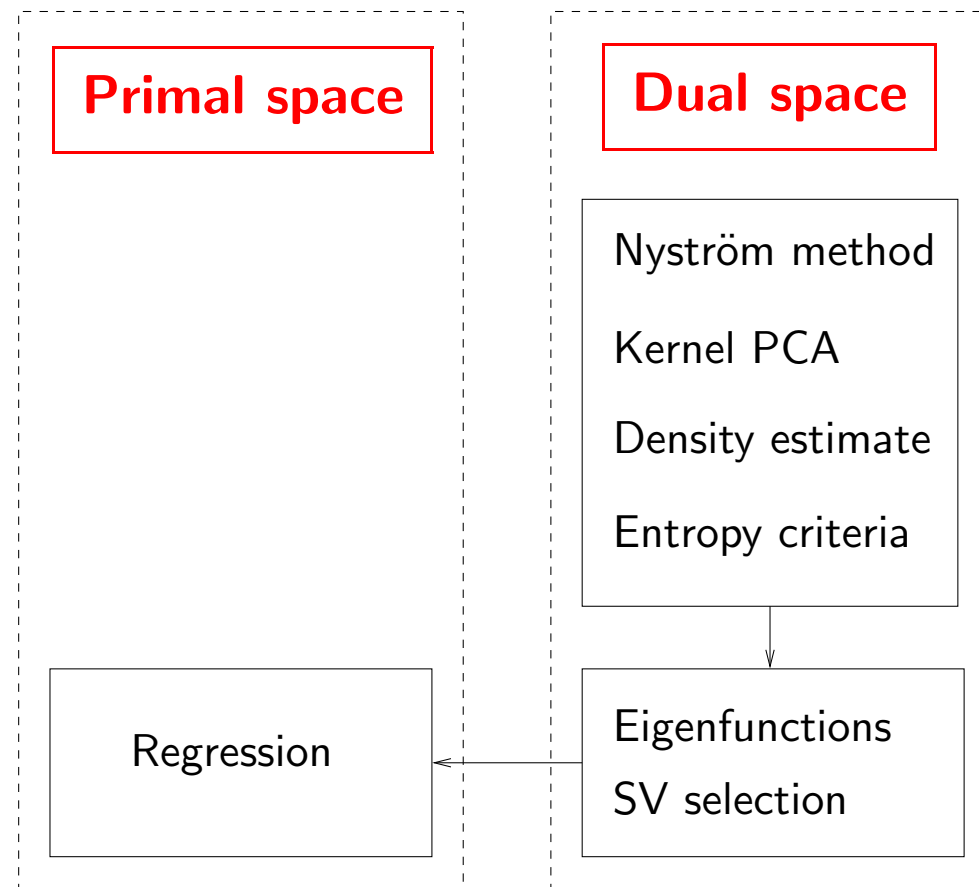 Primal space
Dual space
Nyström method
Kernel PCA
Density estimate
Entropy criteria
Regression
Eigenfunctions
SV selection